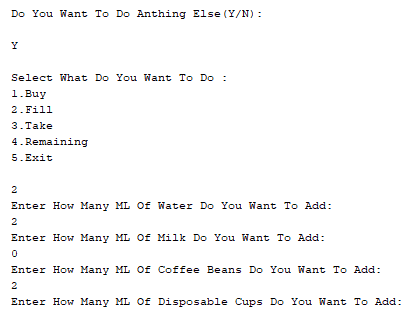 Do You Want To Do Anthing Else(Y/N):
Y
Select What Do You Want To Do :
1.Buy
2.Fill
3.Take
4.Remaining
5.Exit
2
Enter How Many ML Of Water Do You Want To Add:
2
Enter How Many ML Of Milk Do You Want To Add:
0
Enter How Many ML Of Coffee Beans Do You Want To Add:
2
Enter How Many ML Of Disposable Cups Do You Want To Add: